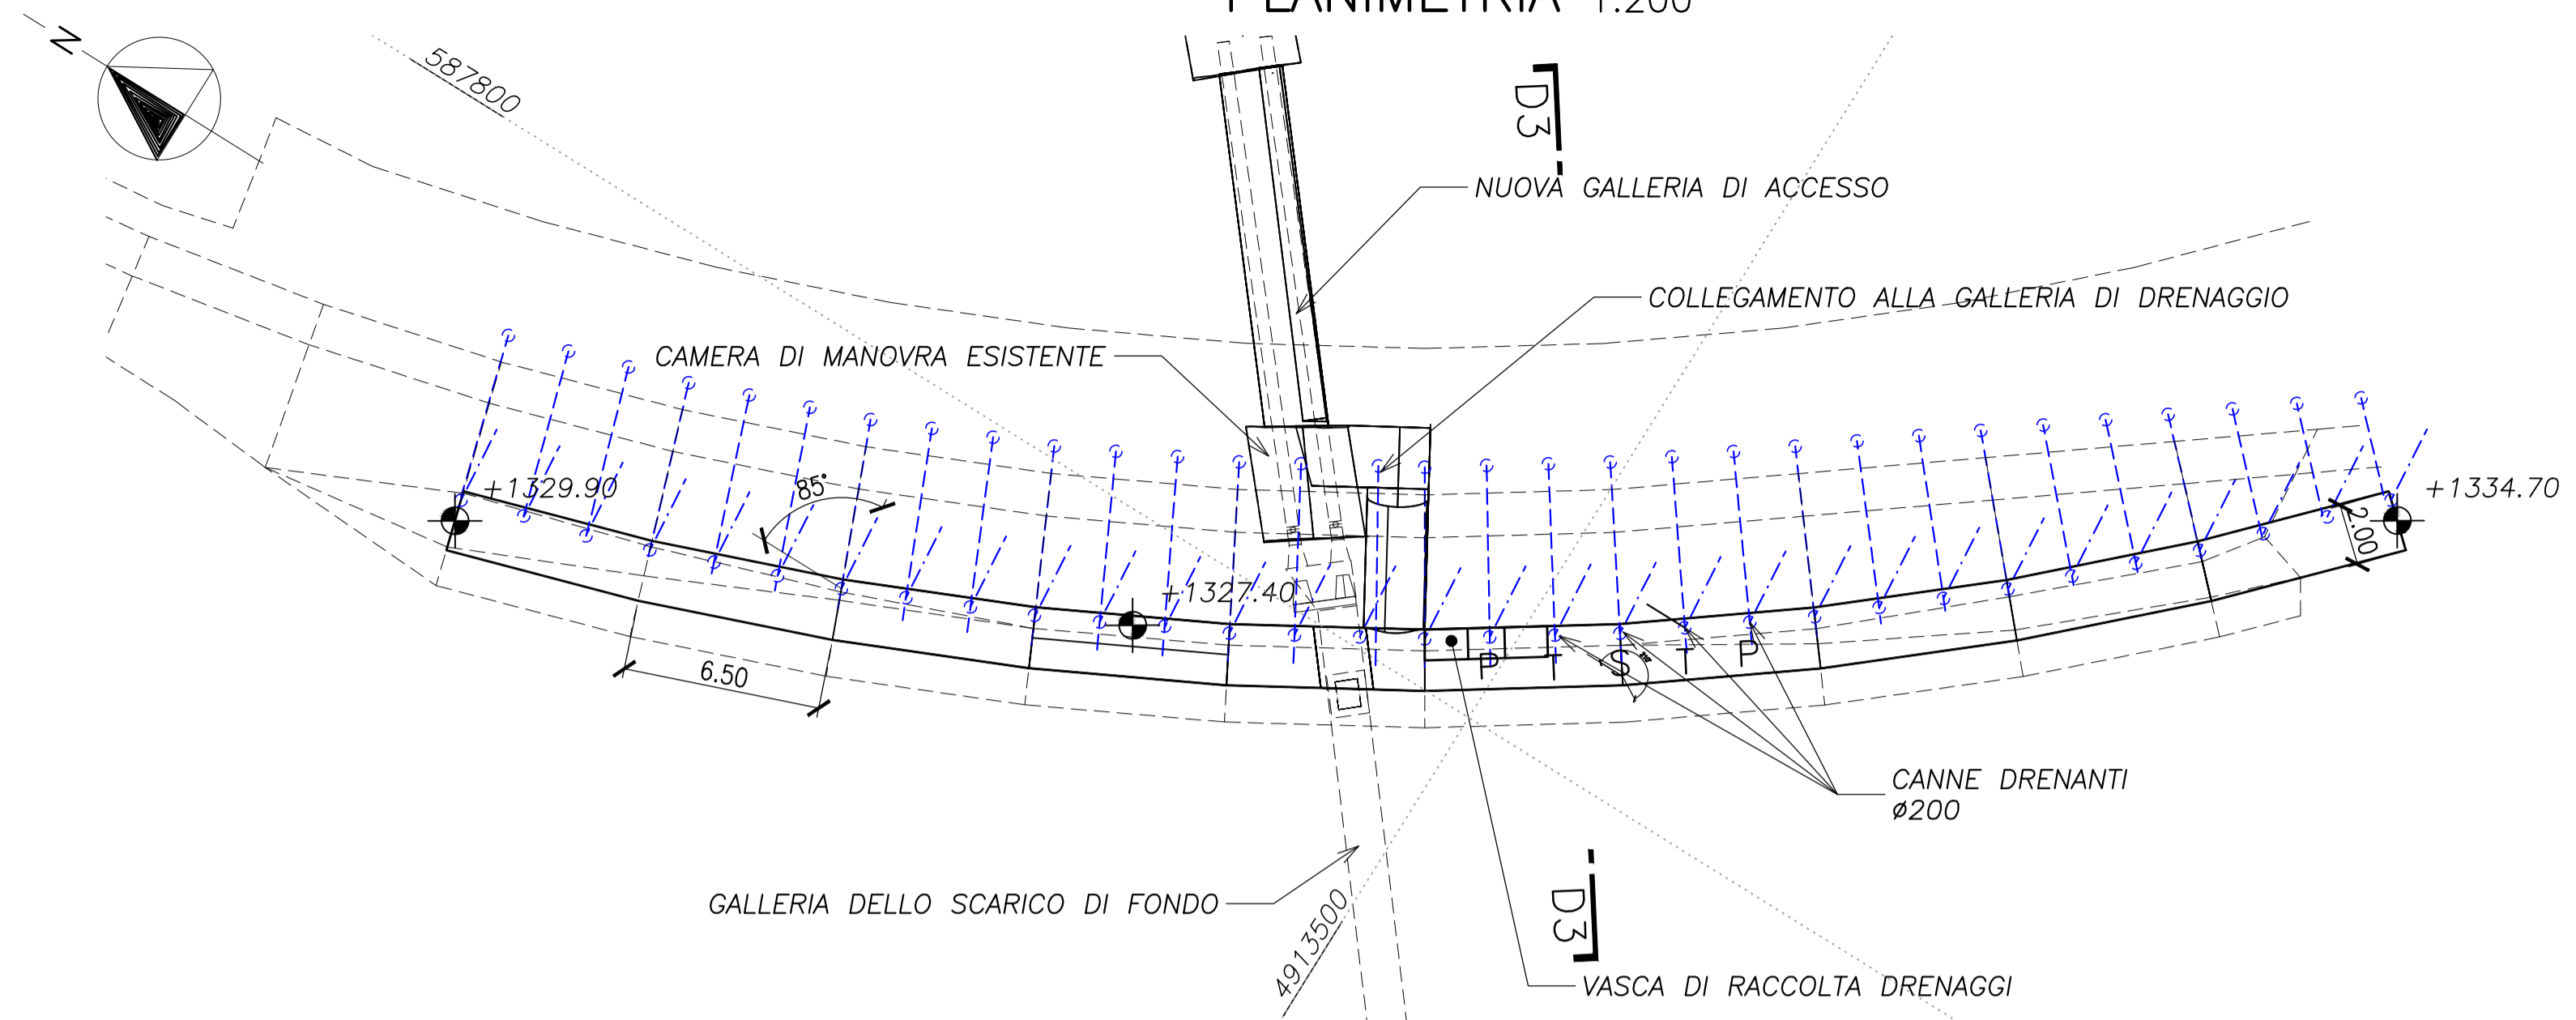 PLANIMETRIA 1:200
N
587800
D3
NUOVA GALLERIA DI ACCESSO
COLLEGAMENTO ALLA GALLERIA DI DRENAGGIO
CAMERA DI MANOVRA ESISTENTE
+1329.90
85°
+1334.70
2.00
+1327.40
P T S T P
6.50
CANNE DRENANTI
ø200
GALLERIA DELLO SCARICO DI FONDO
4913500
D3
VASCA DI RACCOLTA DRENAGGI